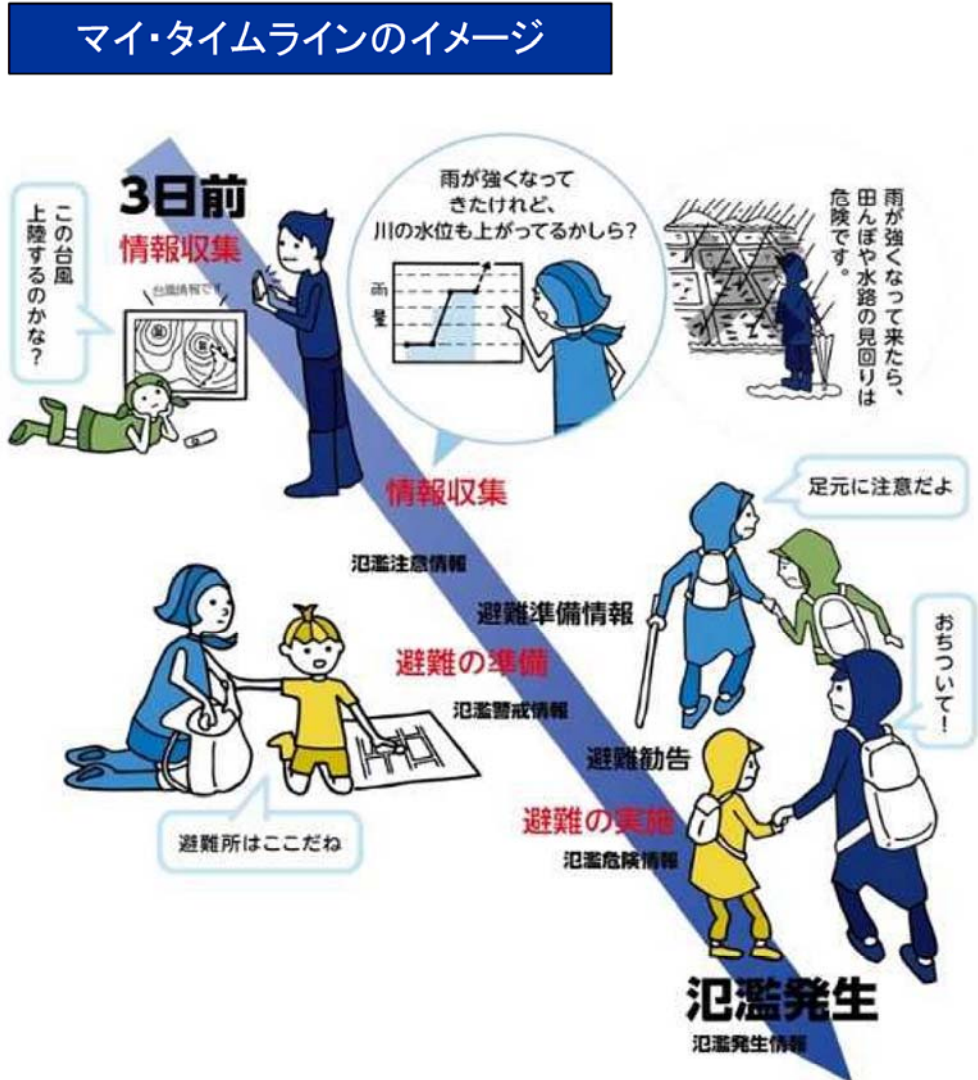 マイ・タイムラインのイメージ
3日前
情報収集
この台風
上陸するのかな？
台風情報です
雨が強くなって
きたけれど、
川の水位も上がってるかしら？
雨
量
雨が強くなって来たら、
田んぼや水路の見回りは
危険です。
情報収集
足元に注意だよ
氾濫注意情報
避難準備情報
おちついて！
避難の準備
氾濫警戒情報
避難勧告
避難の実施
避難所はここだね
氾濫危険情報
氾濫発生
氾濫発生情報